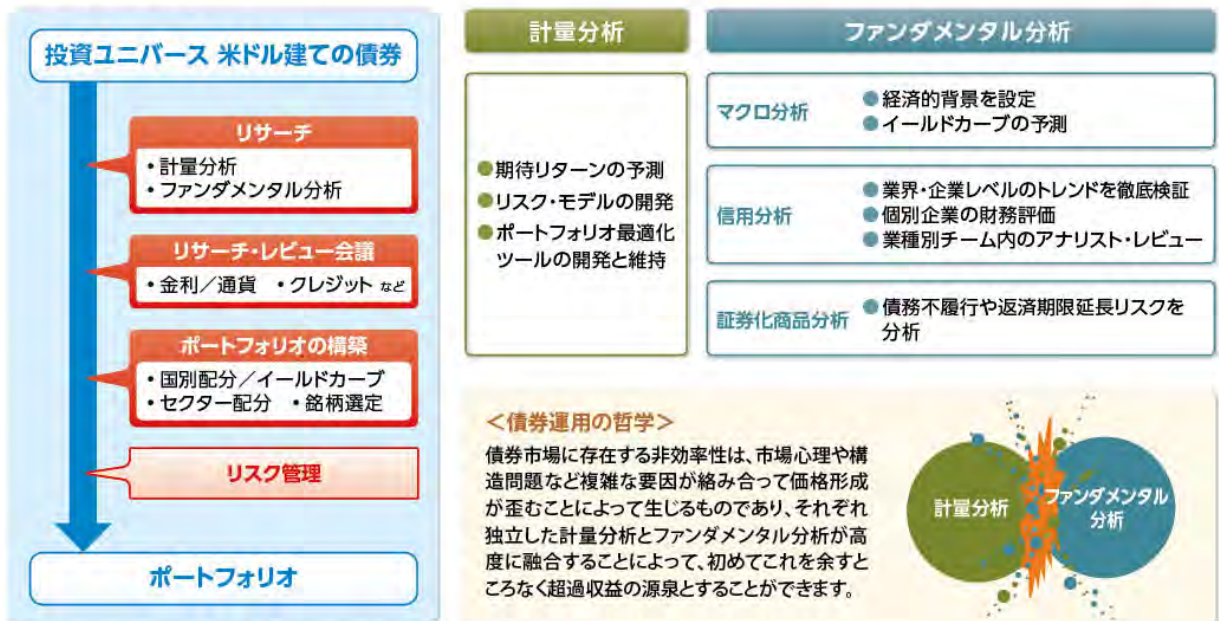 投資ユニバース 米ドル建ての債券
リサーチ
・計量分析
・ファンダメンタル分析
リサーチ・レビュー会議
・金利／通貨 ・クレジット など
ポートフォリオの構築
・国別配分／イールドカーブ
・セクター配分 ・銘柄選定
リスク管理
ポートフォリオ
計量分析
●期待リターンの予測
●リスク・モデルの開発
●ポートフォリオ最適化
ツールの開発と維持
ファンダメンタル分析
マクロ分析
●経済的背景を設定
●イールドカーブの予測
信用分析
●業界・企業レベルのトレンドを徹底検証
●個別企業の財務評価
●業種別チーム内のアナリスト・レビュー
証券化商品分析
●債務不履行や返済期限延長リスクを
分析
＜債券運用の哲学＞
債券市場に存在する非効率性は、市場心理や構
造問題など複雑な要因が絡み合って価格形成
が歪むことによって生じるものであり、それぞれ
独立した計量分析とファンダメンタル分析が高
度に融合することによって、初めてこれを余すと
ころなく超過収益の源泉とすることができます。
計量分析
ファンダメンタル
分析